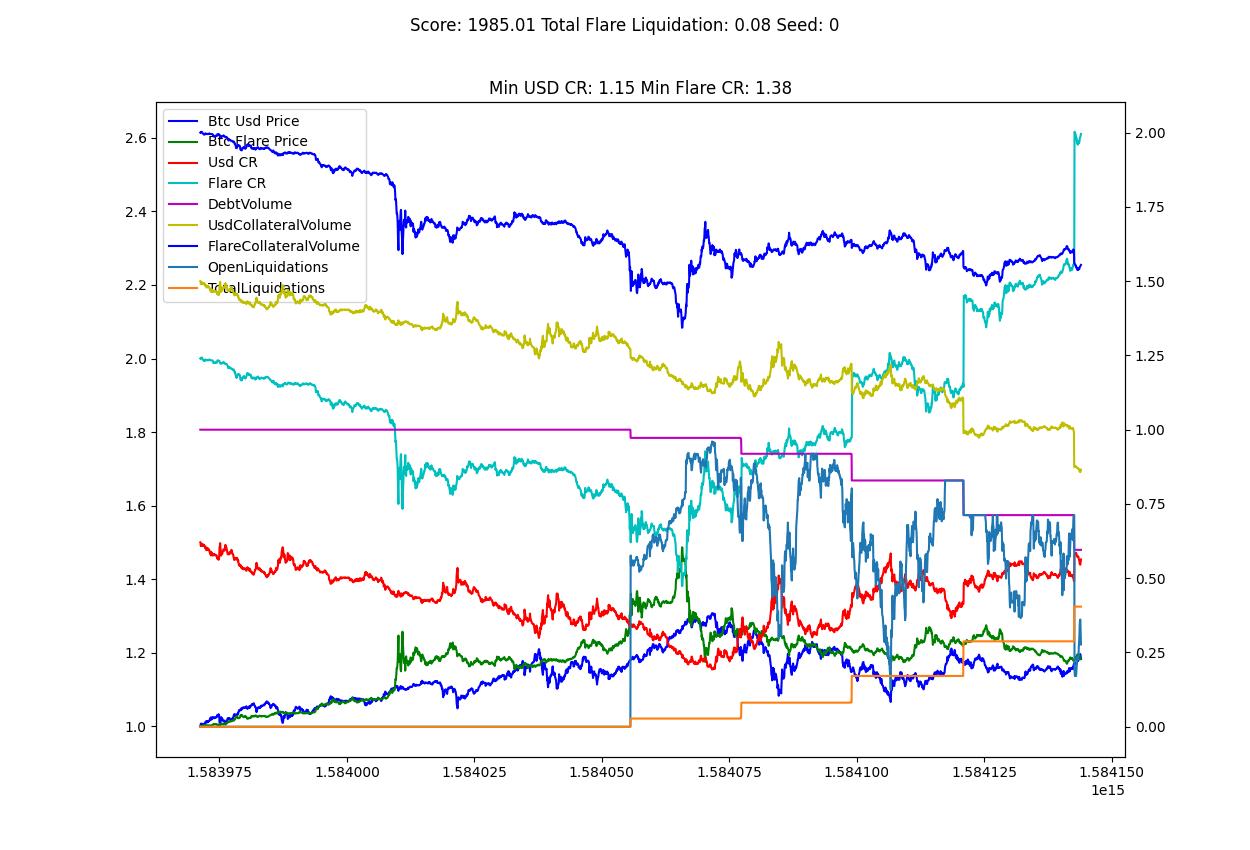 Score: 1985.01 Total Flare Liquidation: 0.08 Seed: 0
Min USD CR: 1.15 Min Flare CR: 1.38
Btc Usd Price
Btc Flare Price
Usd CR
Flare CR
DebtVolume
UsdCollateralVolume
FlareCollateralVolume
OpenLiquidations
TotalLiquidations
2.6
2.4
2.2
2.0
1.8
1.6
1.4
1.2
1.0
2.00
1.75
1.50
1.25
1.00
0.75
0.50
0.25
0.00
1.583975 1.584000 1.584025 1.584050 1.584075 1.584100 1.584125 1.584150
1e15